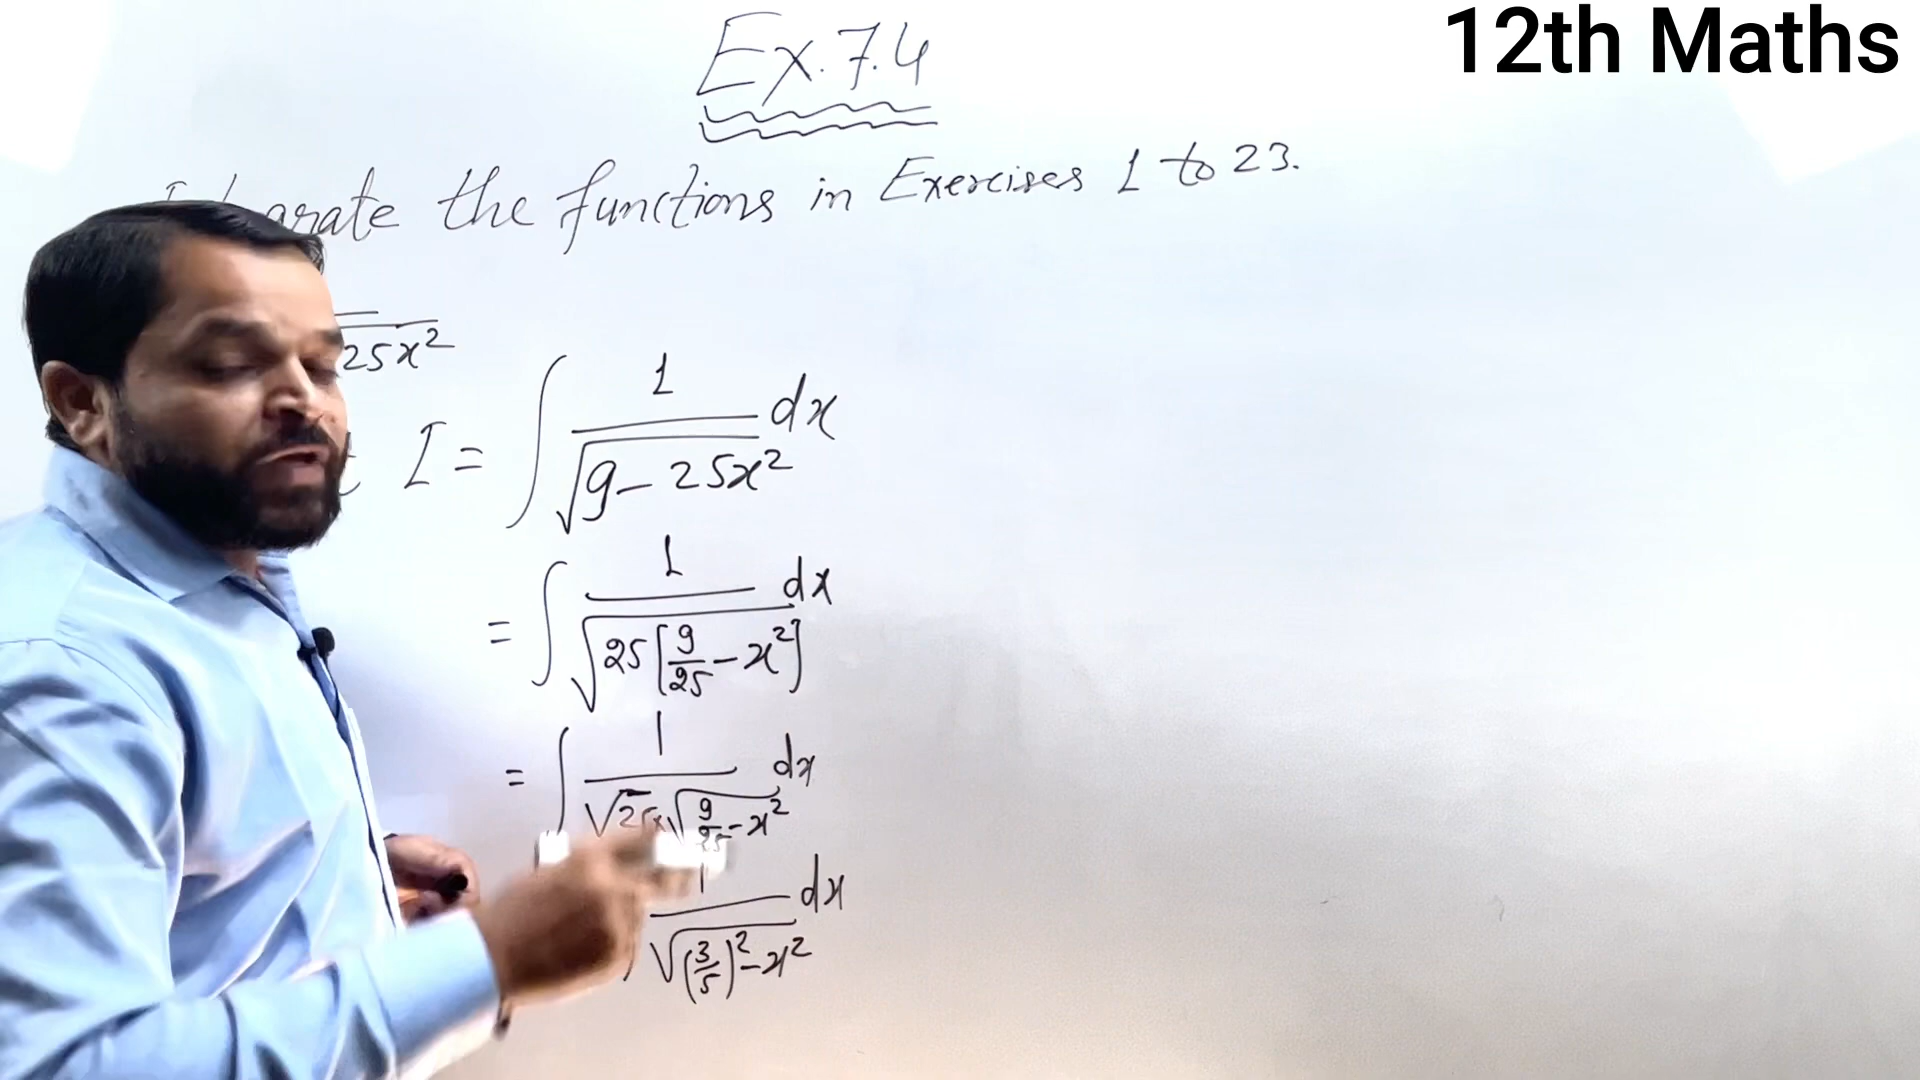 12th Maths
Ex. 7.4
the functions in Exercises 1 to 23.
25x²
I = ∫ 1/√(9 - 25x²) dx
= ∫ 1/√(25[9/25 - x²]) dx
= ∫ 1/(√25 × √(9/25 - x²)) dx
1/√((3/5)² - x²) dx